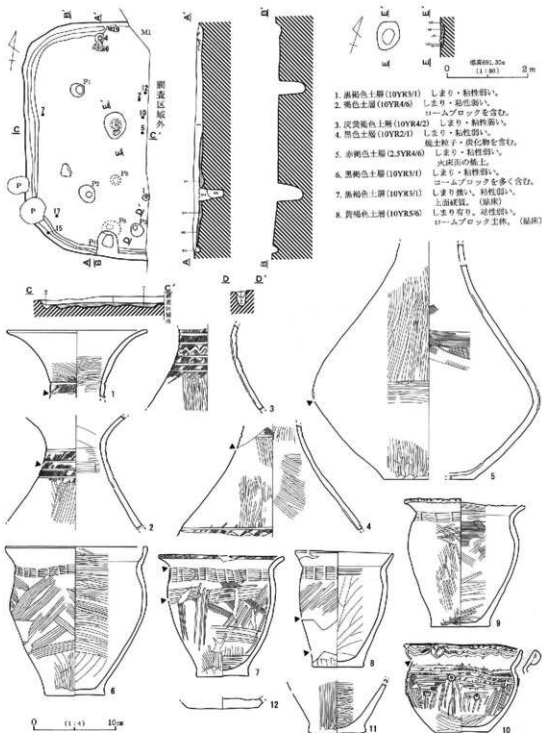 A' B'
M1
調査区域外
P1
P2
P3
P4
P5
P P
C C'
A B
D D'
E E'
標高691.30m
(1:80)
0 2m
1. 黒褐色土層(10YR3/1) しまり・粘性弱い。
2. 褐色土層(10YR4/6) しまり・粘性弱い。
ロームブロックを含む。
3. 灰黄褐色土層(10YR4/2) しまり・粘性弱い。
4. 黒色土層(10YR2/1) しまり・粘性弱い。
焼土粒子・炭化物を含む。
5. 赤褐色土層(2.5YR4/6) しまり・粘性弱い。
火床面の焼土。
6. 黒褐色土層(10YR3/1) しまり・粘性弱い。
ロームブロックを多く含む。
7. 黒褐色土層(10YR3/1) しまり強い。粘性弱い。
上面硬質。(貼床)
8. 黄褐色土層(10YR5/6) しまり有り。粘性弱い。
ロームブロック主体。(貼床)
C C'
D D'
1
2
3
4
5
6
7
8
9
10
11
12
0 (1:4) 10cm